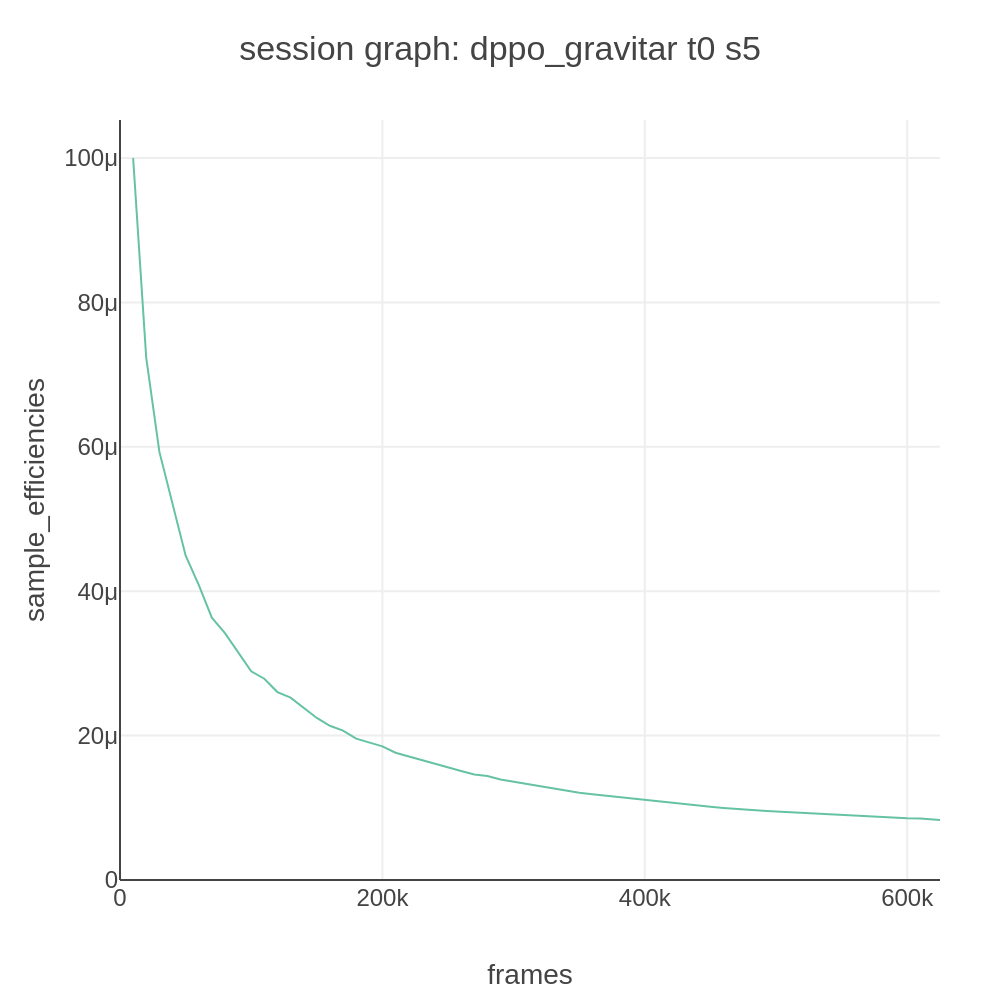 session graph: dppo_gravitar t0 s5
sample_efficiencies
100μ
80μ
60μ
40μ
20μ
0
0
200k
400k
600k
frames